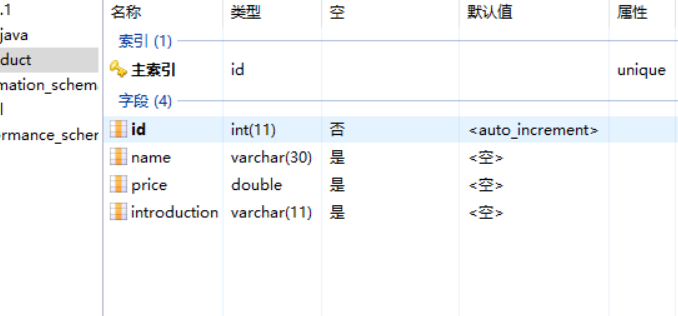 .1
java
duct
mation_schema
l
rmance_scher
名称 类型 空 默认值 属性
索引 (1)
主索引 id unique
字段 (4)
id int(11) 否 <auto_increment>
name varchar(30) 是 <空>
price double 是 <空>
introduction varchar(11) 是 <空>